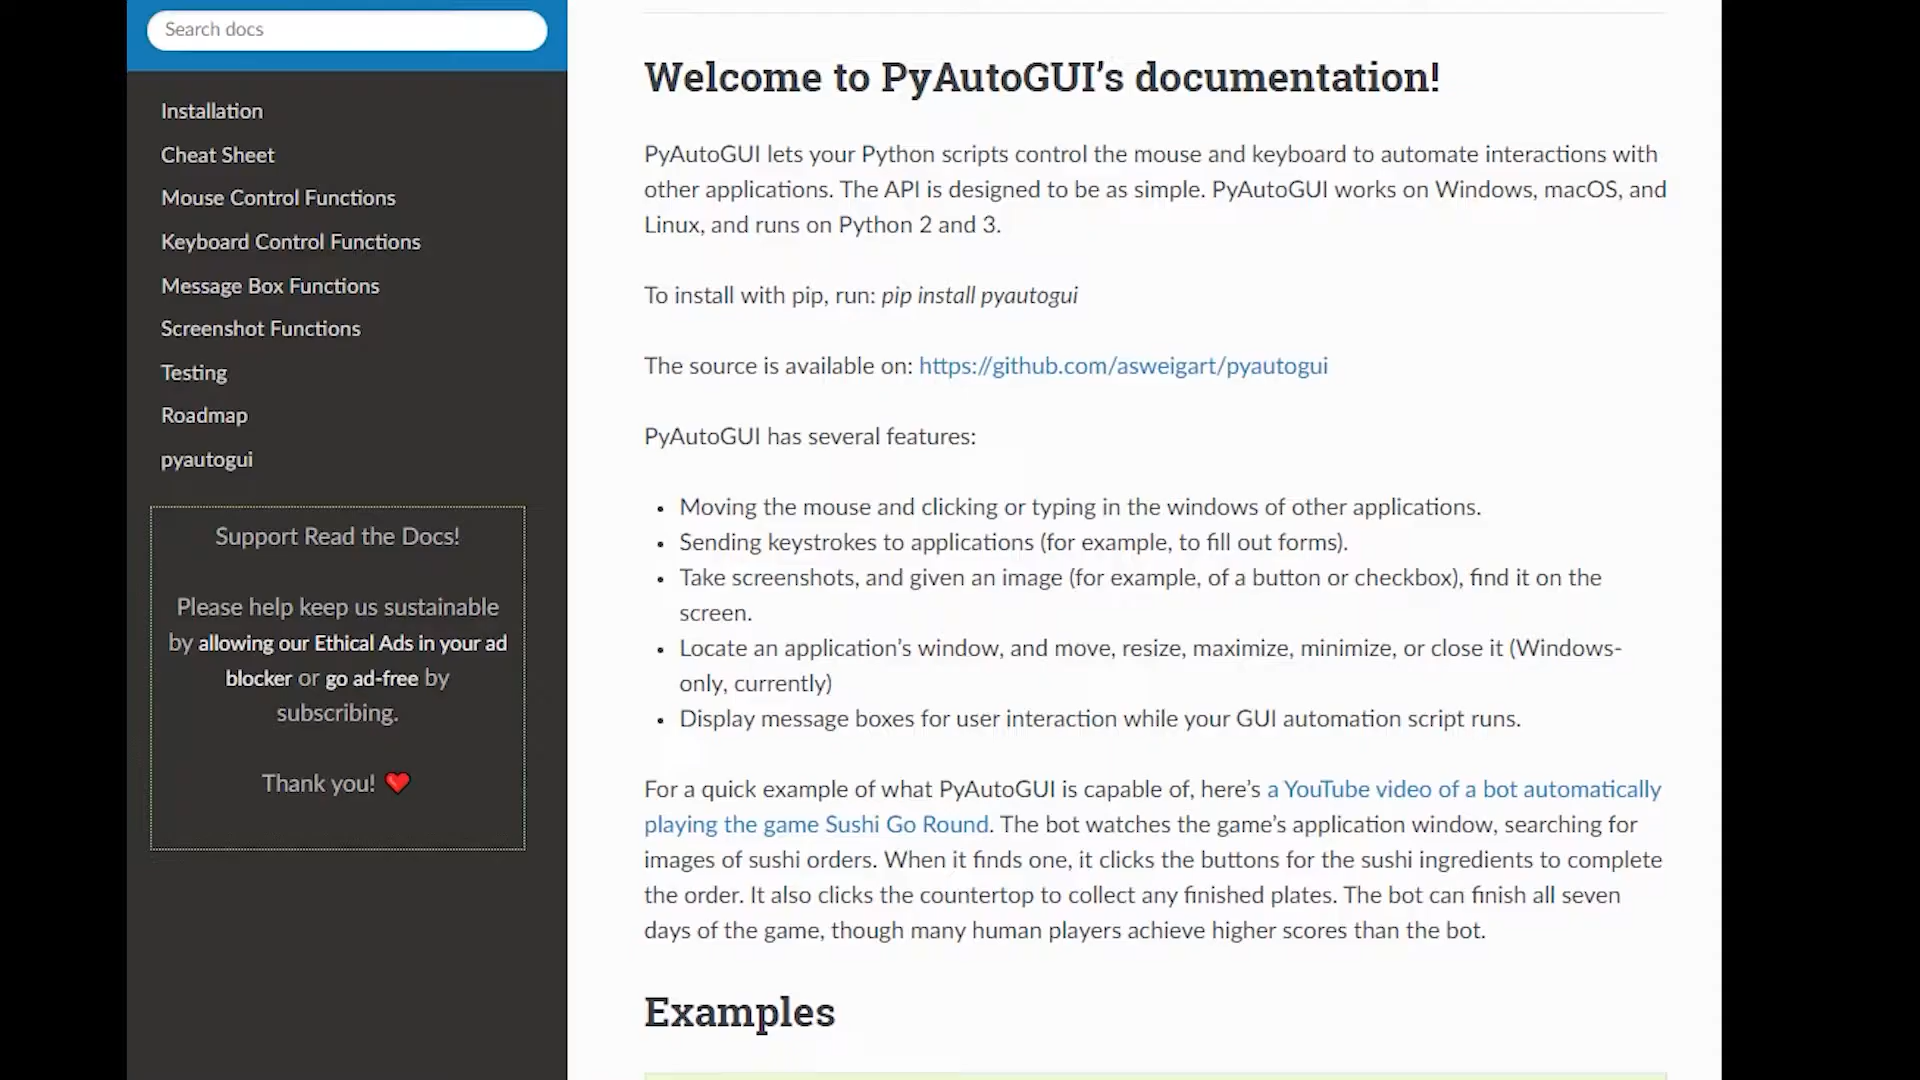 Search docs
Installation
Cheat Sheet
Mouse Control Functions
Keyboard Control Functions
Message Box Functions
Screenshot Functions
Testing
Roadmap
pyautogui
Support Read the Docs!
Please help keep us sustainable
by allowing our Ethical Ads in your ad
blocker or go ad-free by
subscribing.
Thank you! ❤
Welcome to PyAutoGUI’s documentation!
PyAutoGUI lets your Python scripts control the mouse and keyboard to automate interactions with
other applications. The API is designed to be as simple. PyAutoGUI works on Windows, macOS, and
Linux, and runs on Python 2 and 3.
To install with pip, run: pip install pyautogui
The source is available on: https://github.com/asweigart/pyautogui
PyAutoGUI has several features:
• Moving the mouse and clicking or typing in the windows of other applications.
• Sending keystrokes to applications (for example, to fill out forms).
• Take screenshots, and given an image (for example, of a button or checkbox), find it on the
screen.
• Locate an application’s window, and move, resize, maximize, minimize, or close it (Windows-
only, currently)
• Display message boxes for user interaction while your GUI automation script runs.
For a quick example of what PyAutoGUI is capable of, here’s a YouTube video of a bot automatically
playing the game Sushi Go Round. The bot watches the game’s application window, searching for
images of sushi orders. When it finds one, it clicks the buttons for the sushi ingredients to complete
the order. It also clicks the countertop to collect any finished plates. The bot can finish all seven
days of the game, though many human players achieve higher scores than the bot.
Examples